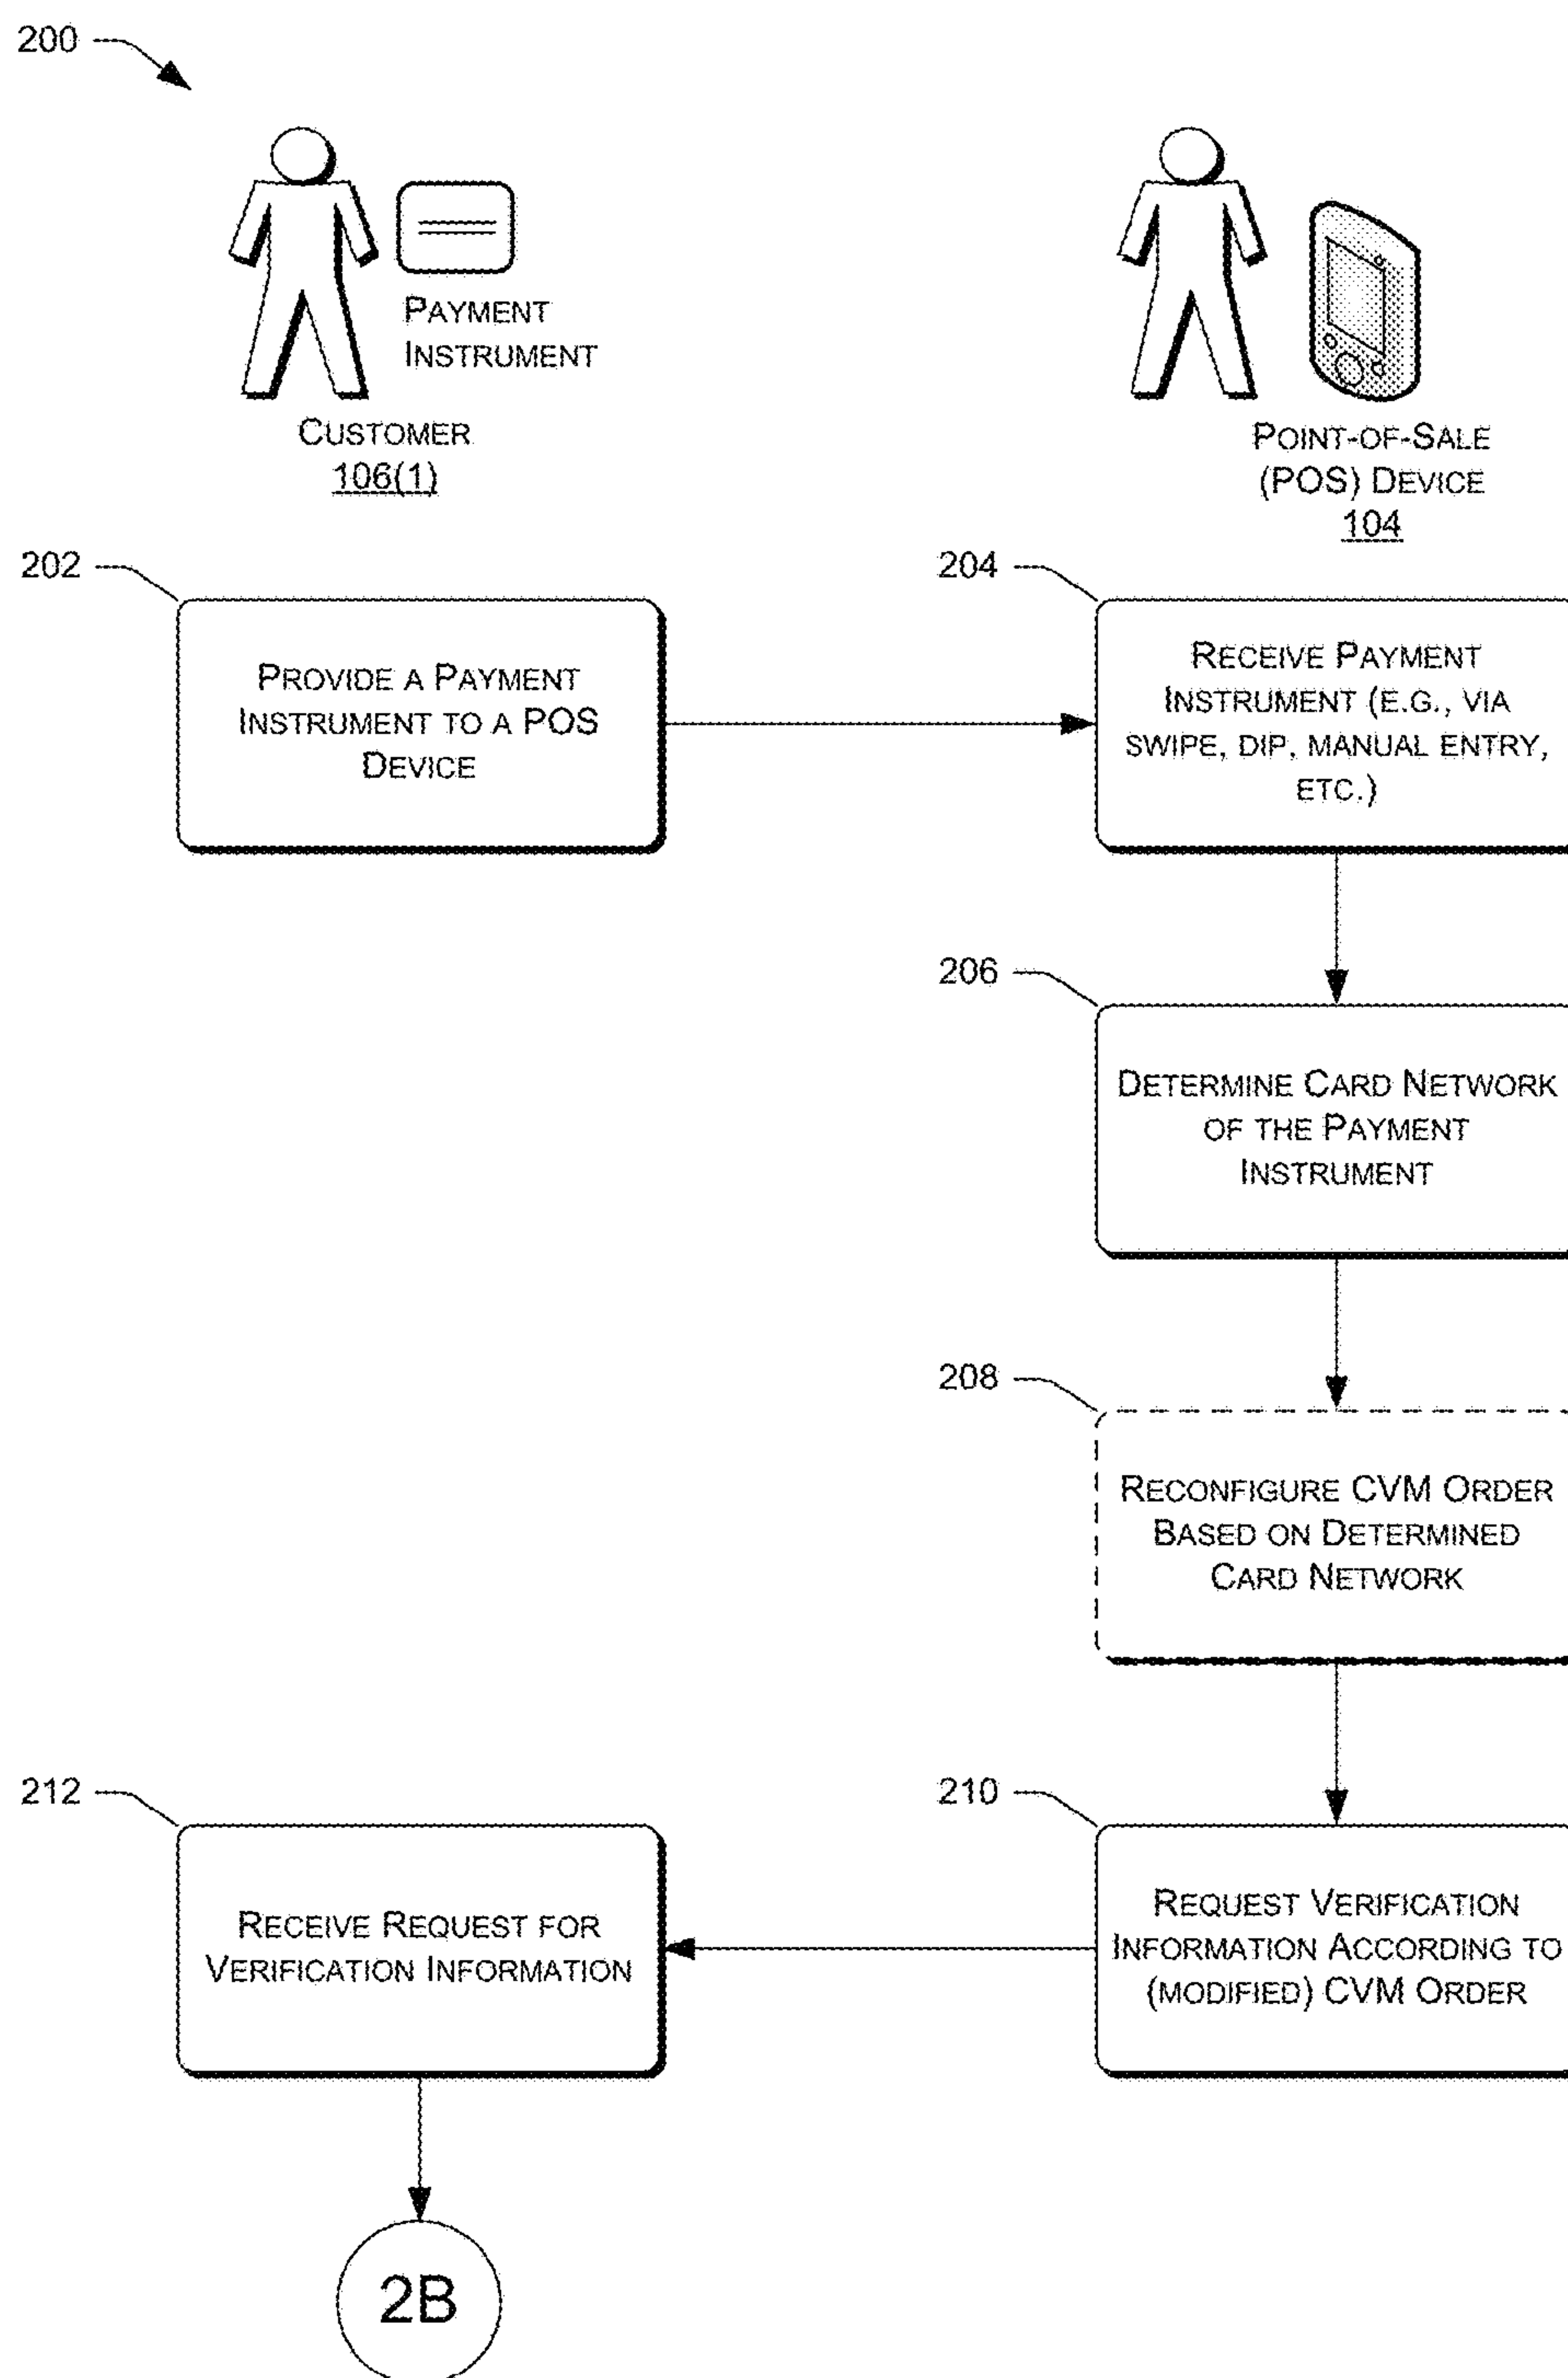 200
PAYMENT
INSTRUMENT
CUSTOMER
106(1)
POINT-OF-SALE
(POS) DEVICE
104
202
PROVIDE A PAYMENT
INSTRUMENT TO A POS
DEVICE
204
RECEIVE PAYMENT
INSTRUMENT (E.G., VIA
SWIPE, DIP, MANUAL ENTRY,
ETC.)
206
DETERMINE CARD NETWORK
OF THE PAYMENT
INSTRUMENT
208
RECONFIGURE CVM ORDER
BASED ON DETERMINED
CARD NETWORK
210
REQUEST VERIFICATION
INFORMATION ACCORDING TO
(MODIFIED) CVM ORDER
212
RECEIVE REQUEST FOR
VERIFICATION INFORMATION
2B